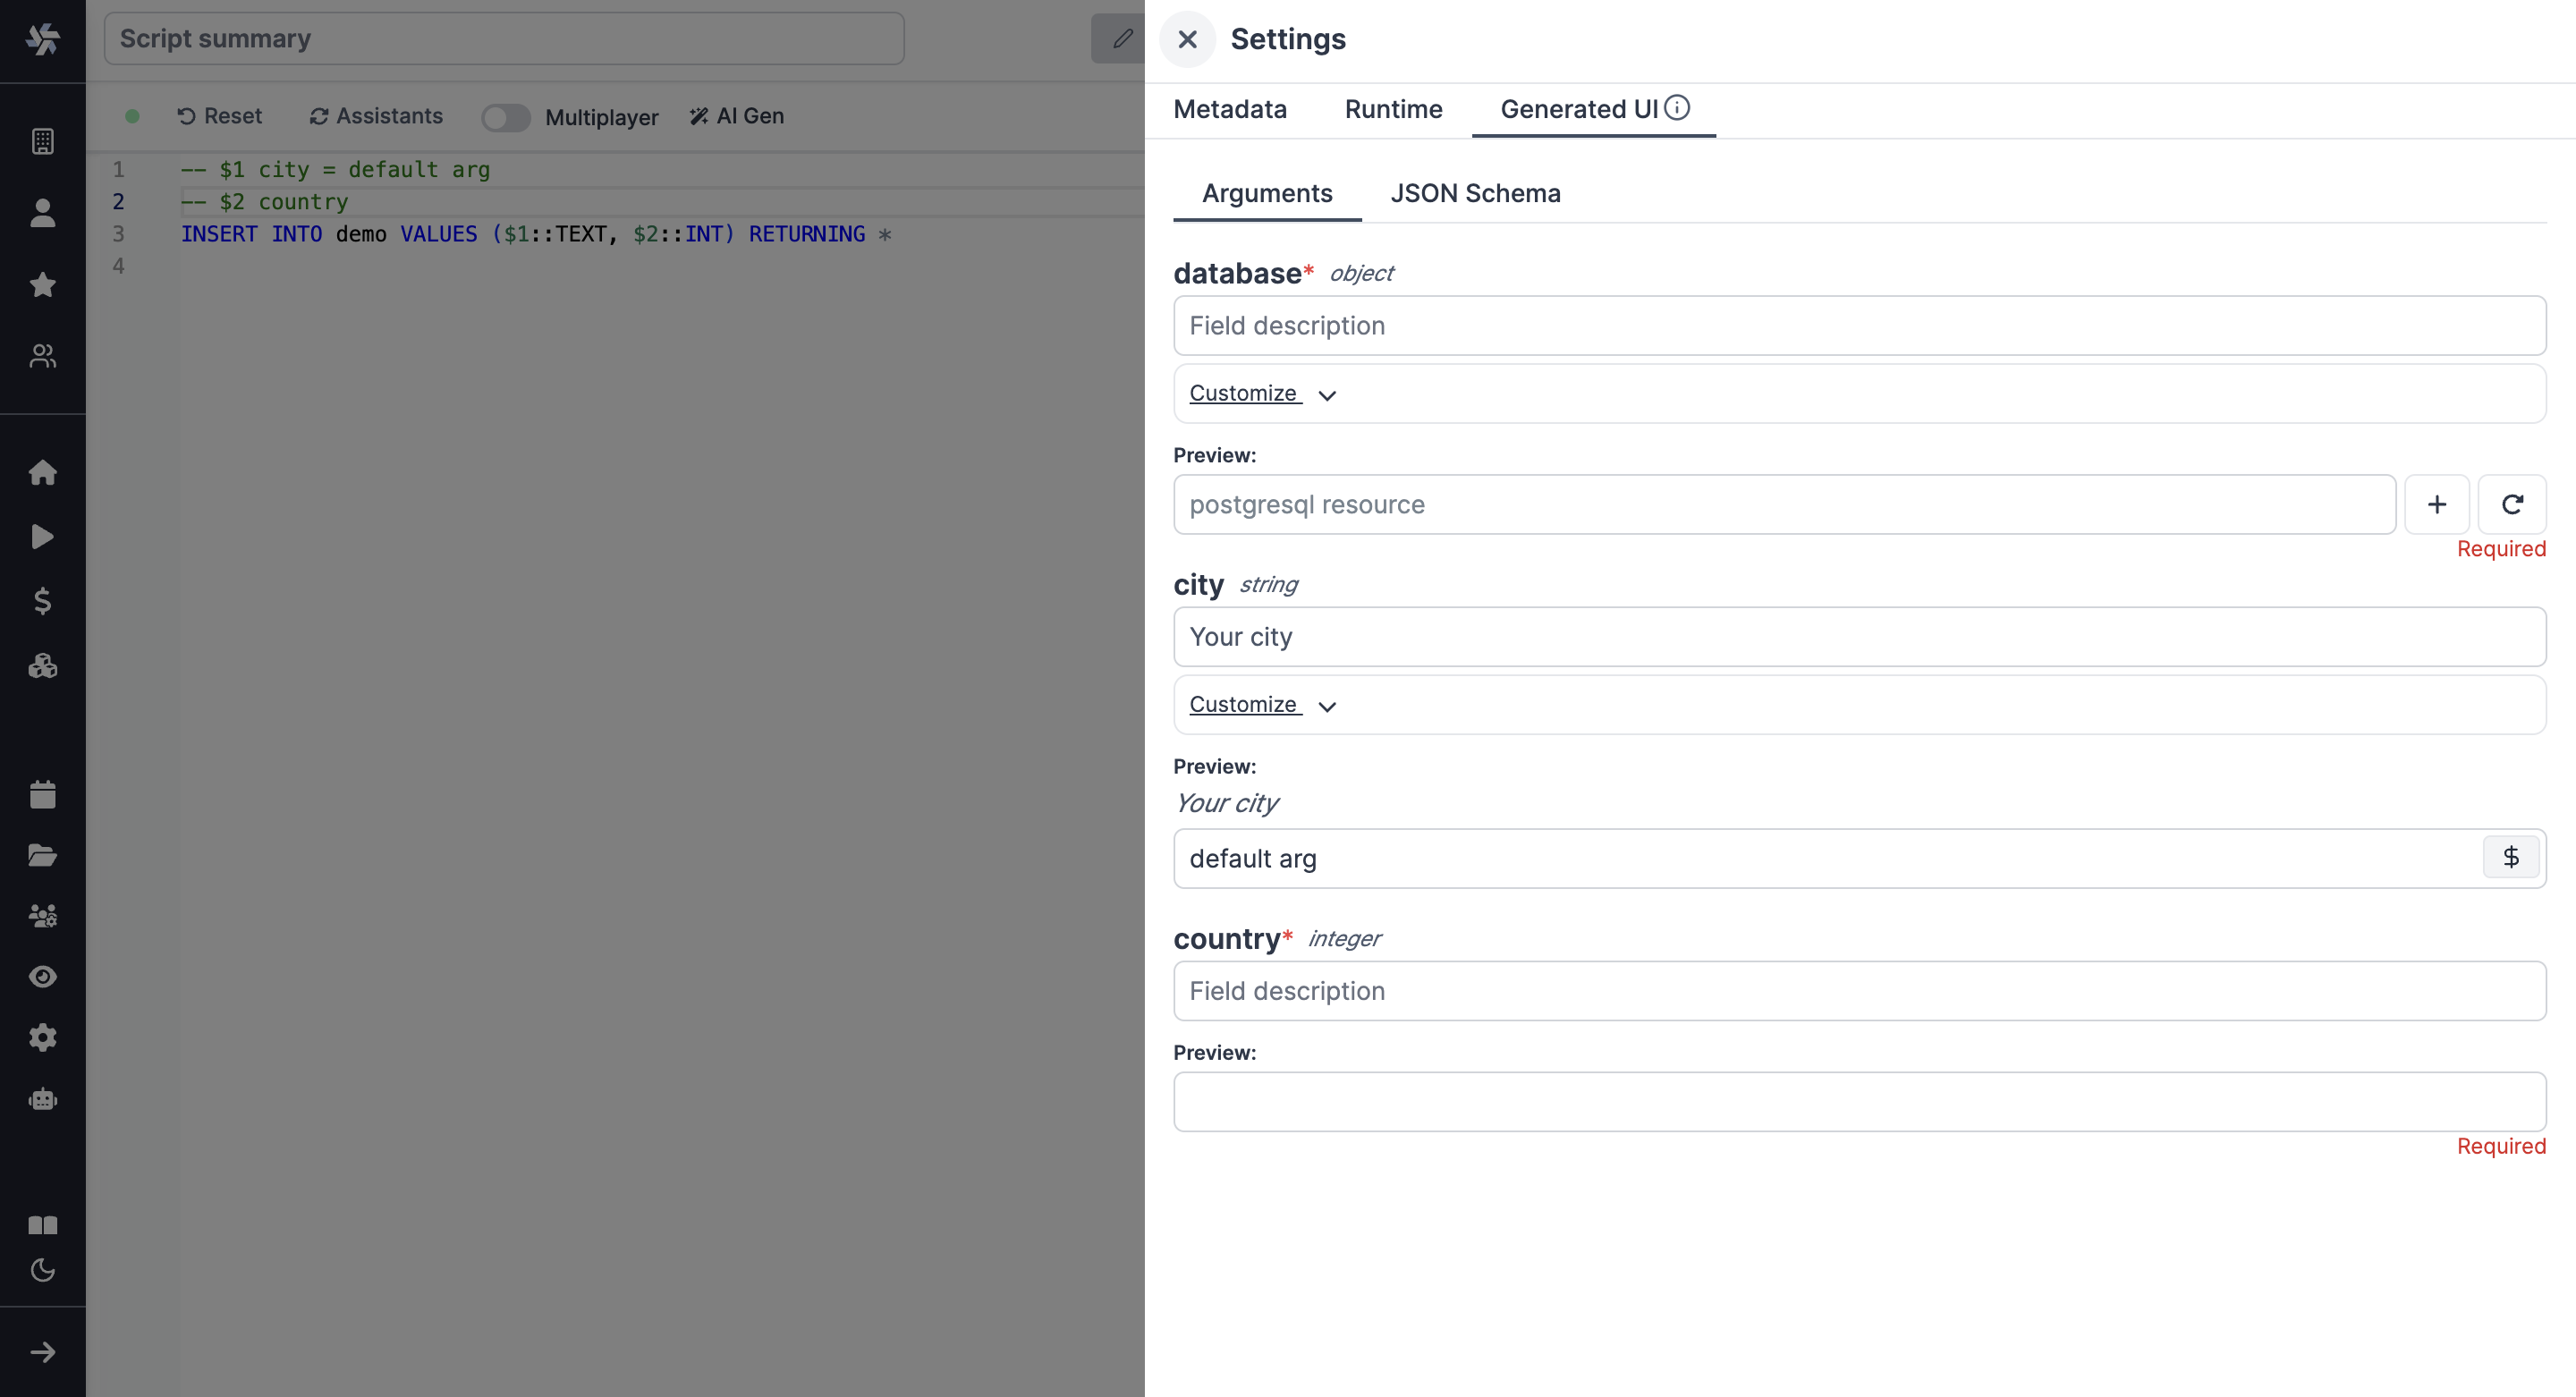 Script summary
Reset
Assistants
Multiplayer
AI Gen
1 -- $1 city = default arg
2 -- $2 country
3 INSERT INTO demo VALUES ($1::TEXT, $2::INT) RETURNING *
4
Settings
Metadata
Runtime
Generated UI
Arguments
JSON Schema
database* object
Field description
Customize
Preview:
postgresql resource
Required
city string
Your city
Customize
Preview:
Your city
default arg
$
country* integer
Field description
Preview:
Required